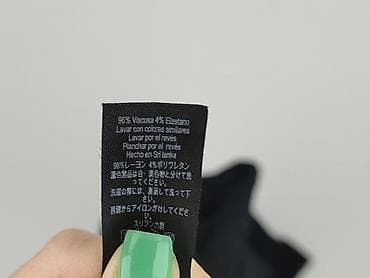 96% Viscosa 4% Elastano
Lavar con colores similares
Lavar por el revés
Planchar por el revés
Hecho en Sri lanka
96%レーヨン 4%ポリウレタン
濃色製品は白・淡色物と分けて洗
ってください。
洗濯の際には、裏返して洗って下
さい。
裏側からアイロンがけしてくださ
い。
スリランカ製